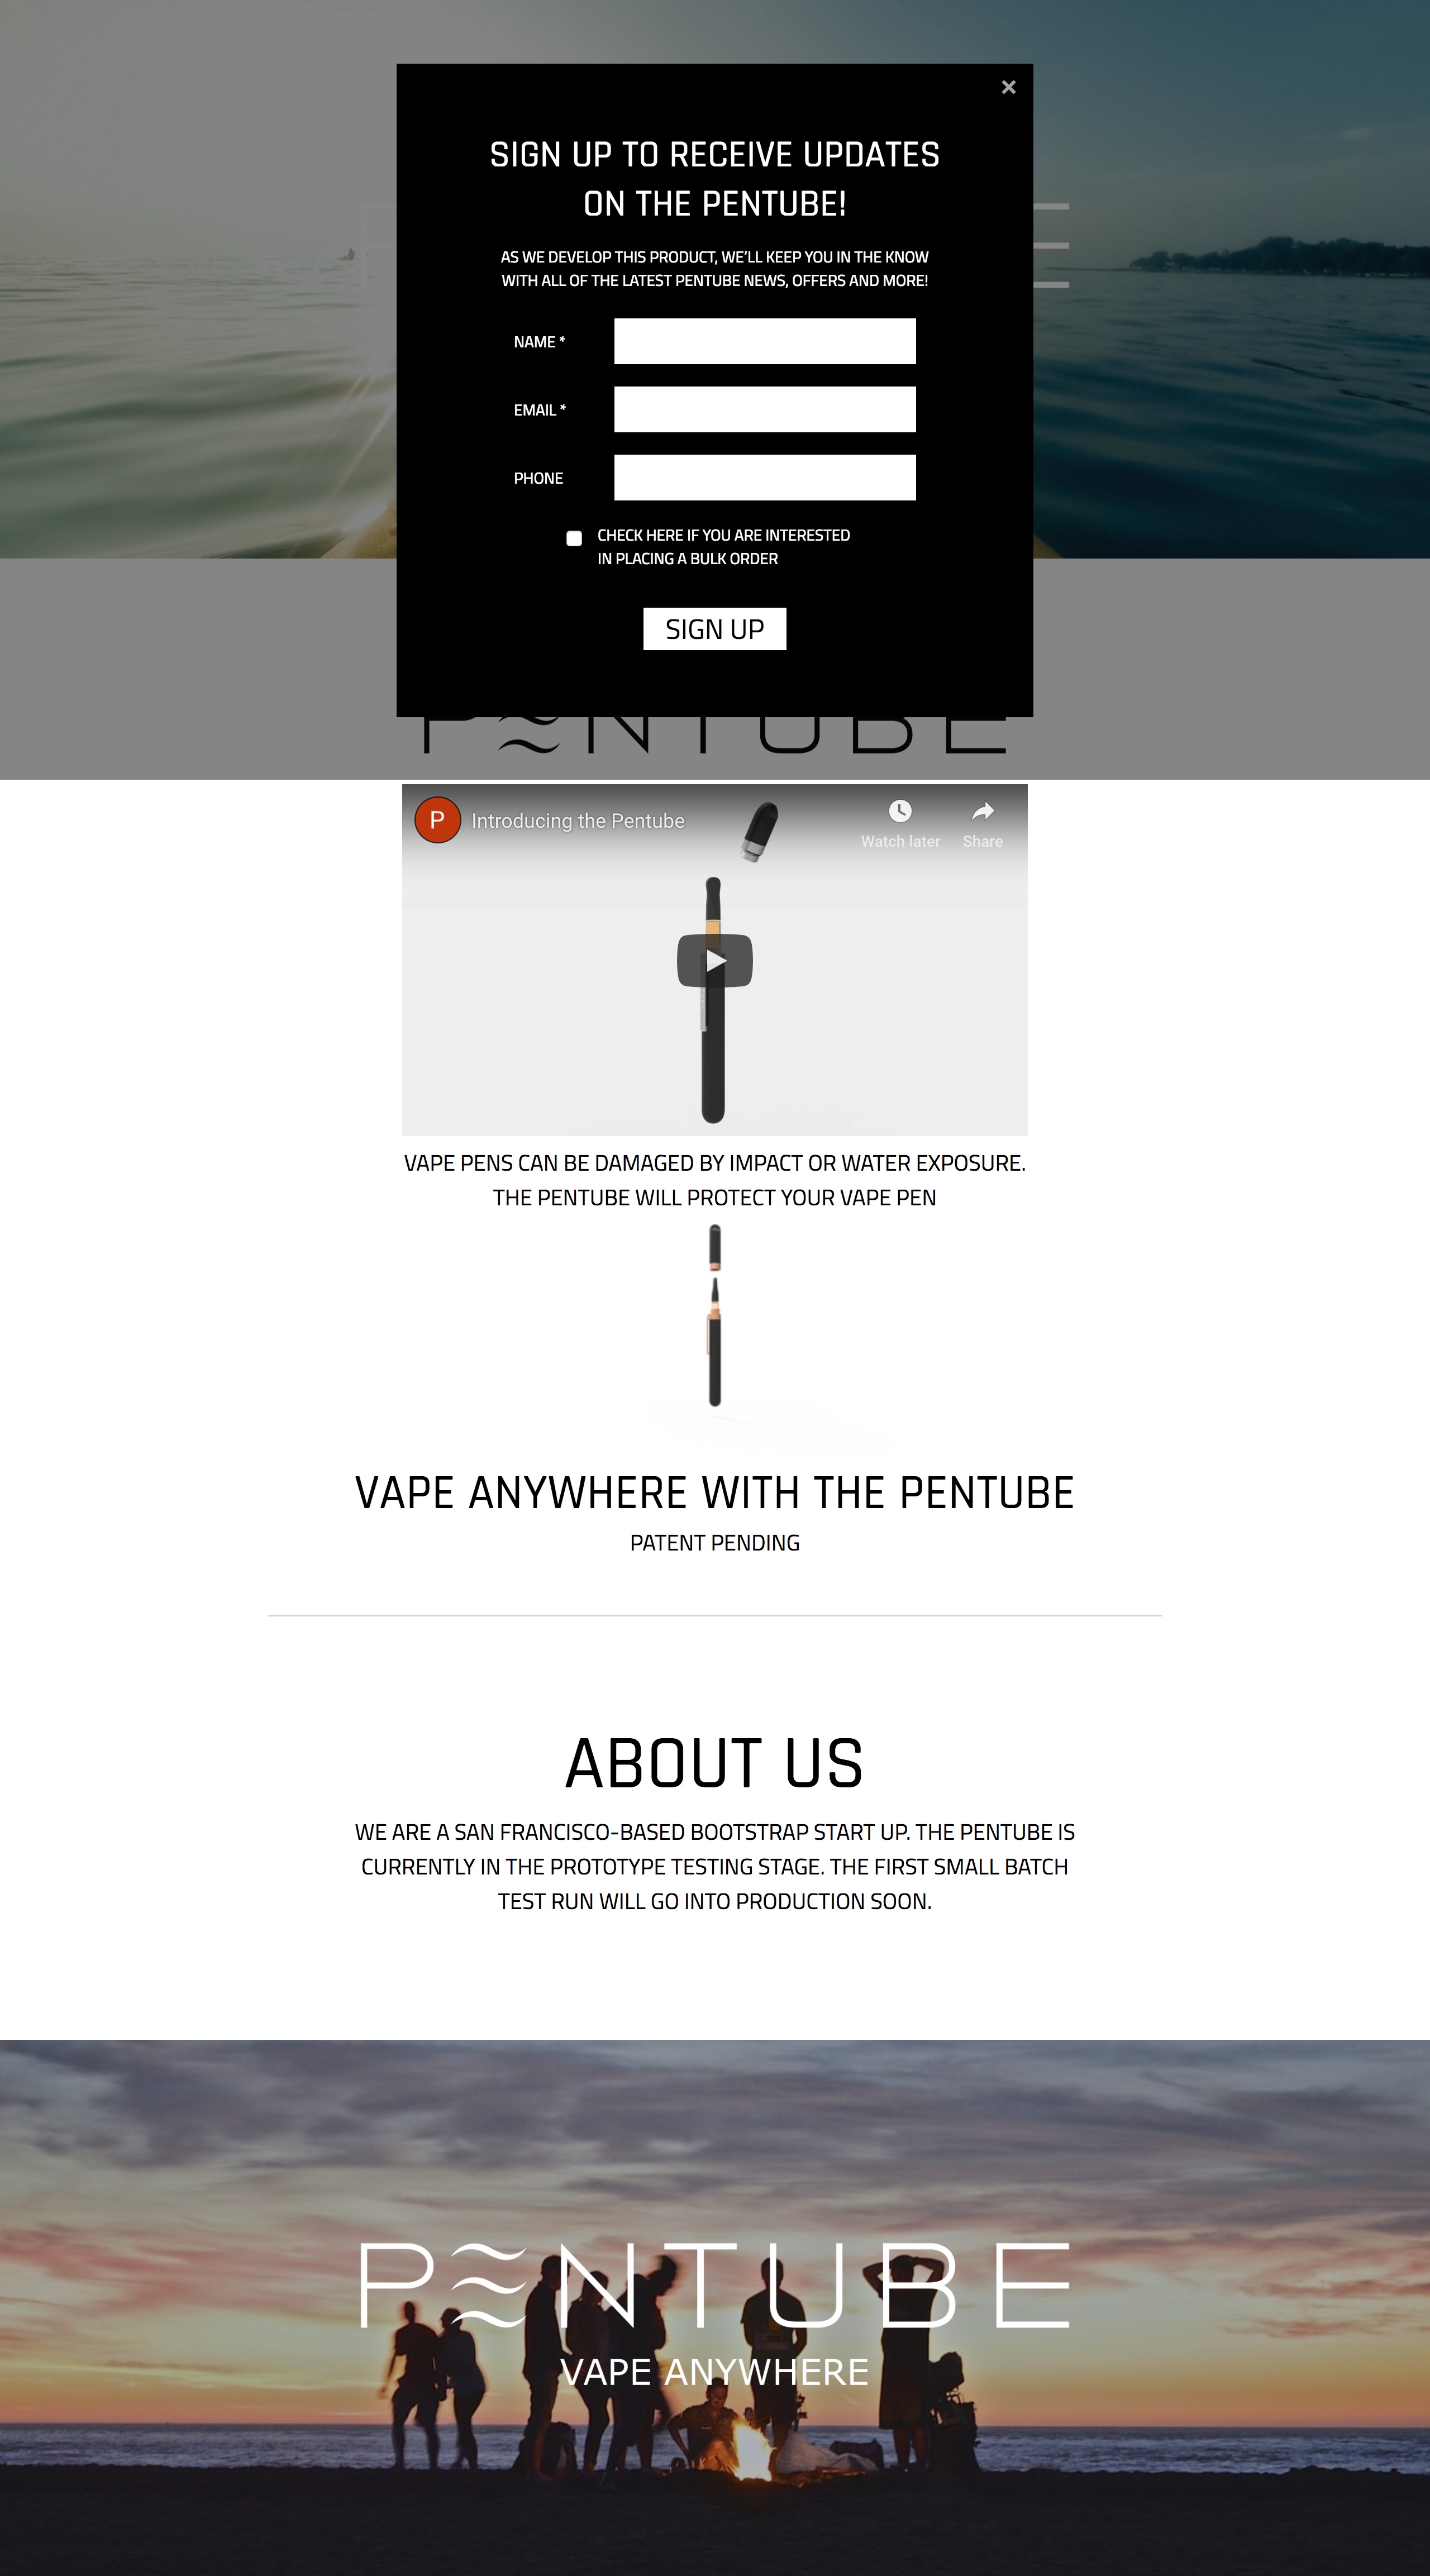 ×
SIGN UP TO RECEIVE UPDATES
ON THE PENTUBE!
AS WE DEVELOP THIS PRODUCT, WE'LL KEEP YOU IN THE KNOW
WITH ALL OF THE LATEST PENTUBE NEWS, OFFERS AND MORE!
NAME *
EMAIL *
PHONE
CHECK HERE IF YOU ARE INTERESTED
IN PLACING A BULK ORDER
SIGN UP
PENTUBE
P Introducing the Pentube
Watch later Share
VAPE PENS CAN BE DAMAGED BY IMPACT OR WATER EXPOSURE.
THE PENTUBE WILL PROTECT YOUR VAPE PEN
VAPE ANYWHERE WITH THE PENTUBE
PATENT PENDING
ABOUT US
WE ARE A SAN FRANCISCO-BASED BOOTSTRAP START UP. THE PENTUBE IS
CURRENTLY IN THE PROTOTYPE TESTING STAGE. THE FIRST SMALL BATCH
TEST RUN WILL GO INTO PRODUCTION SOON.
PENTUBE
VAPE ANYWHERE